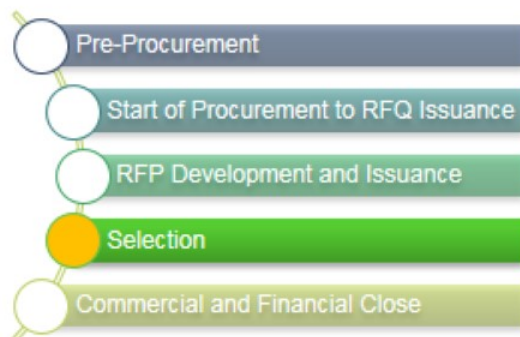 Pre-Procurement
Start of Procurement to RFQ Issuance
RFP Development and Issuance
Selection
Commercial and Financial Close